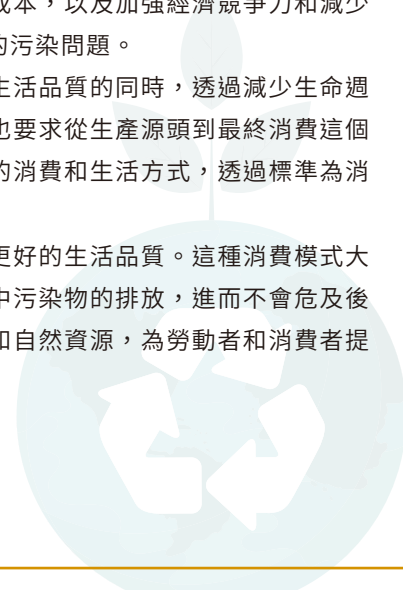 成本，以及加強經濟競爭力和減少
的污染問題。
生活品質的同時，透過減少生命週
也要求從生產源頭到最終消費這個
的消費和生活方式，透過標準為消
更好的生活品質。這種消費模式大
中污染物的排放，進而不會危及後
和自然資源，為勞動者和消費者提